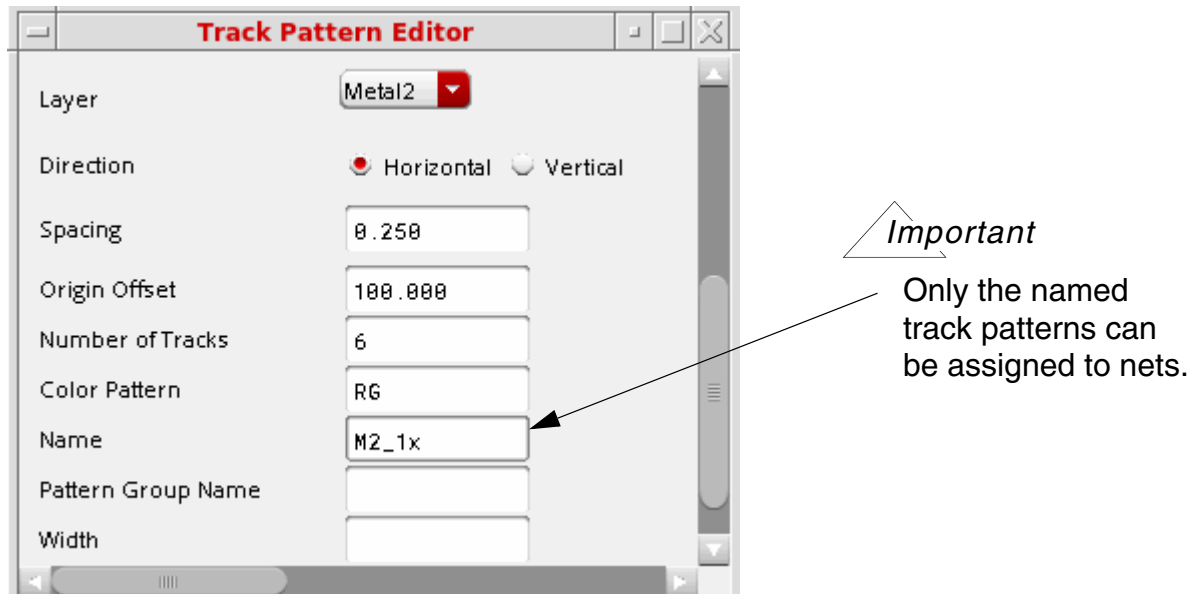 Track Pattern Editor
Layer
Metal2
Direction
Horizontal
Vertical
Spacing
0.250
Origin Offset
100.000
Number of Tracks
6
Color Pattern
RG
Name
M2_1x
Pattern Group Name
Width
Important
Only the named
track patterns can
be assigned to nets.